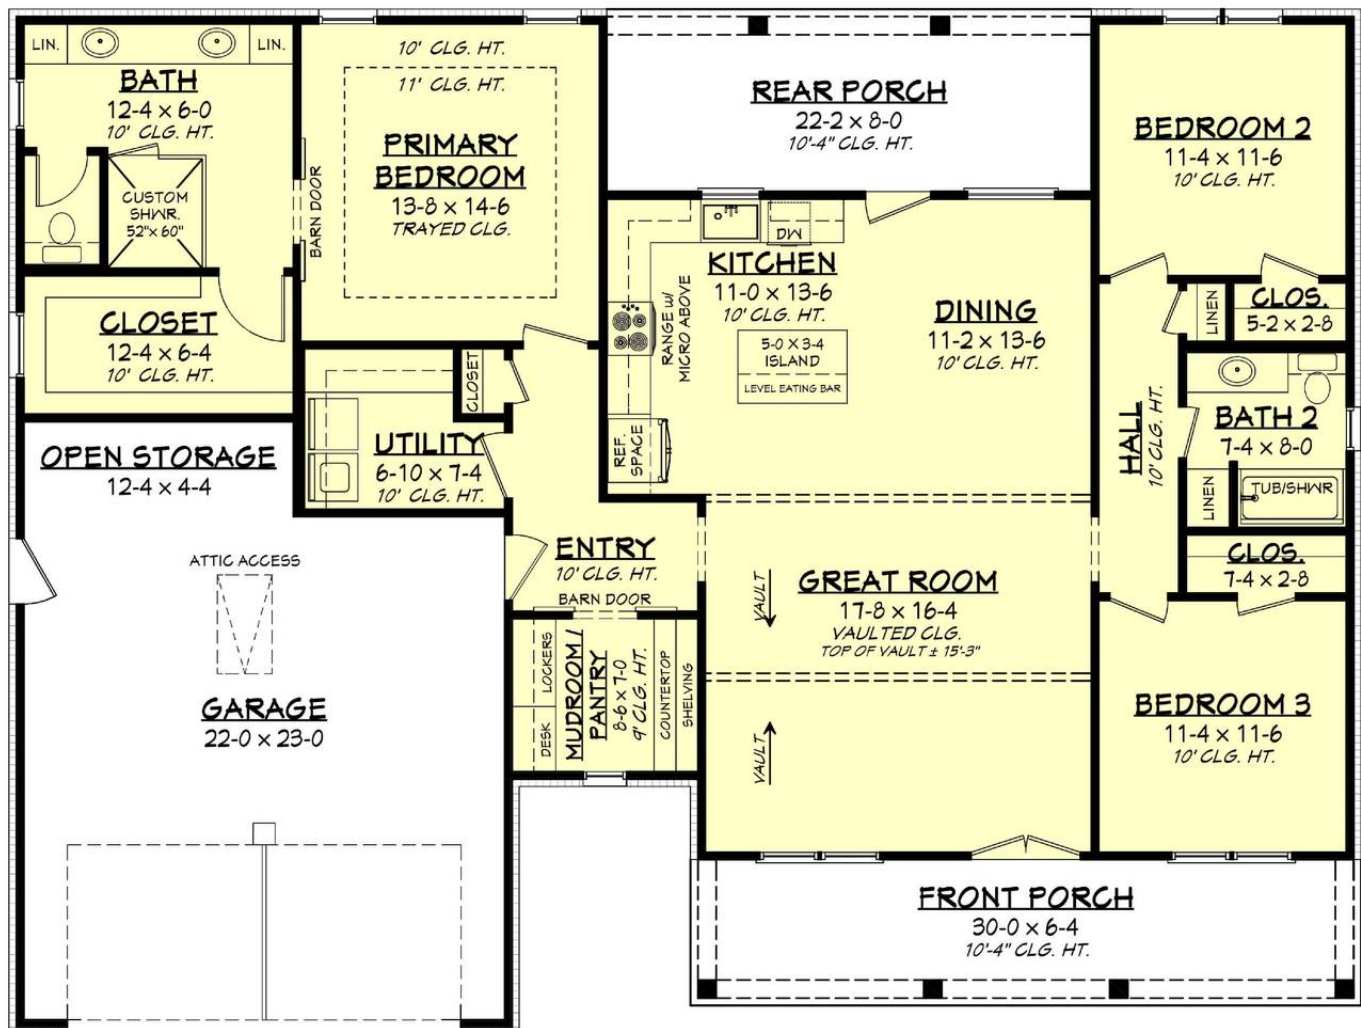 LIN.
LIN.
BATH
12-4 x 6-0
10' CLG. HT.
CUSTOM
SHWR.
52"x 60"
BARN DOOR
10' CLG. HT.
11' CLG. HT.
PRIMARY
BEDROOM
13-8 x 14-6
TRAYED CLG.
REAR PORCH
22-2 x 8-0
10'-4" CLG. HT.
BEDROOM 2
11-4 x 11-6
10' CLG. HT.
CLOSET
12-4 x 6-4
10' CLG. HT.
DW
KITCHEN
11-0 x 13-6
10' CLG. HT.
RANGE w/
MICRO ABOVE
5-0 x 3-4
ISLAND
LEVEL EATING BAR
REF.
SPACE
DINING
11-2 x 13-6
10' CLG. HT.
LINEN
CLOS.
5-2 x 2-8
HALL
10' CLG. HT.
BATH 2
7-4 x 8-0
LINEN
TUB/SHWR
CLOSET
UTILITY
6-10 x 7-4
10' CLG. HT.
OPEN STORAGE
12-4 x 4-4
ATTIC ACCESS
GARAGE
22-0 x 23-0
ENTRY
10' CLG. HT.
BARN DOOR
DESK
LOCKERS
MUDROOM/
PANTRY
8-6 x 7-0
9' CLG. HT.
COUNTERTOP
SHELVING
VAULT
GREAT ROOM
17-8 x 16-4
VAULTED CLG.
TOP OF VAULT ± 15'-3"
VAULT
CLOS.
7-4 x 2-8
BEDROOM 3
11-4 x 11-6
10' CLG. HT.
FRONT PORCH
30-0 x 6-4
10'-4" CLG. HT.